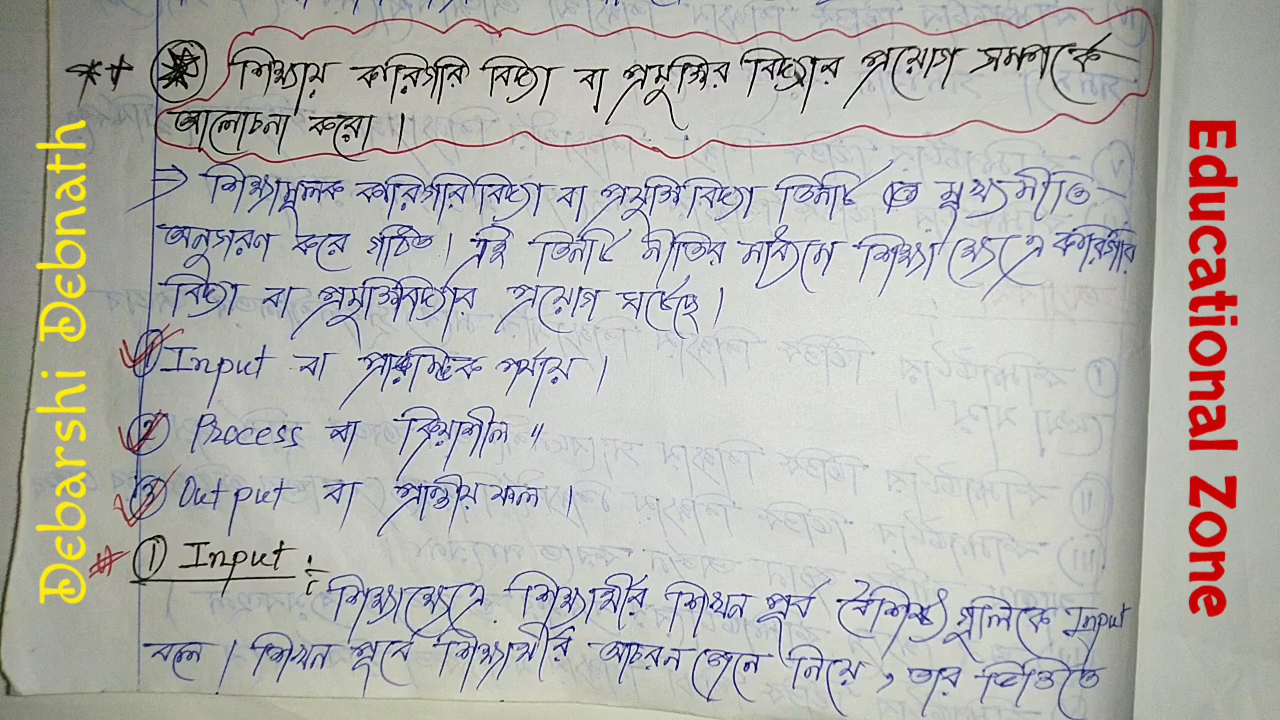 ** শিক্ষায় কারিগরি বিদ্যা বা প্রযুক্তির বিদ্যার প্রয়োগ সম্পর্কে
আলোচনা করো।
⇒ শিক্ষামূলক কারিগরিবিদ্যা বা প্রযুক্তিবিদ্যা তিনটি মুখ্যনীতি
অনুসরণ করে গঠিত। এই তিনটি নীতির মাধ্যমে শিক্ষাক্ষেত্রে কারিগরি
বিদ্যা বা প্রযুক্তিবিদ্যার প্রয়োগ ঘটেছে।
① Input বা প্রারম্ভিক পর্যায়।
② Process বা ক্রিয়াশীল "
③ Output বা প্রান্তীয় ফল।
# ① Input :-
শিক্ষাক্ষেত্রে শিক্ষার্থীর শিখন পূর্ব বৈশিষ্ট্য গুলিকে Input
বলে। শিখন পূর্বে শিক্ষার্থীর আচরন জেনে নিয়ে, তার ভিত্তিতে
Debarshi Debnath
Educational Zone